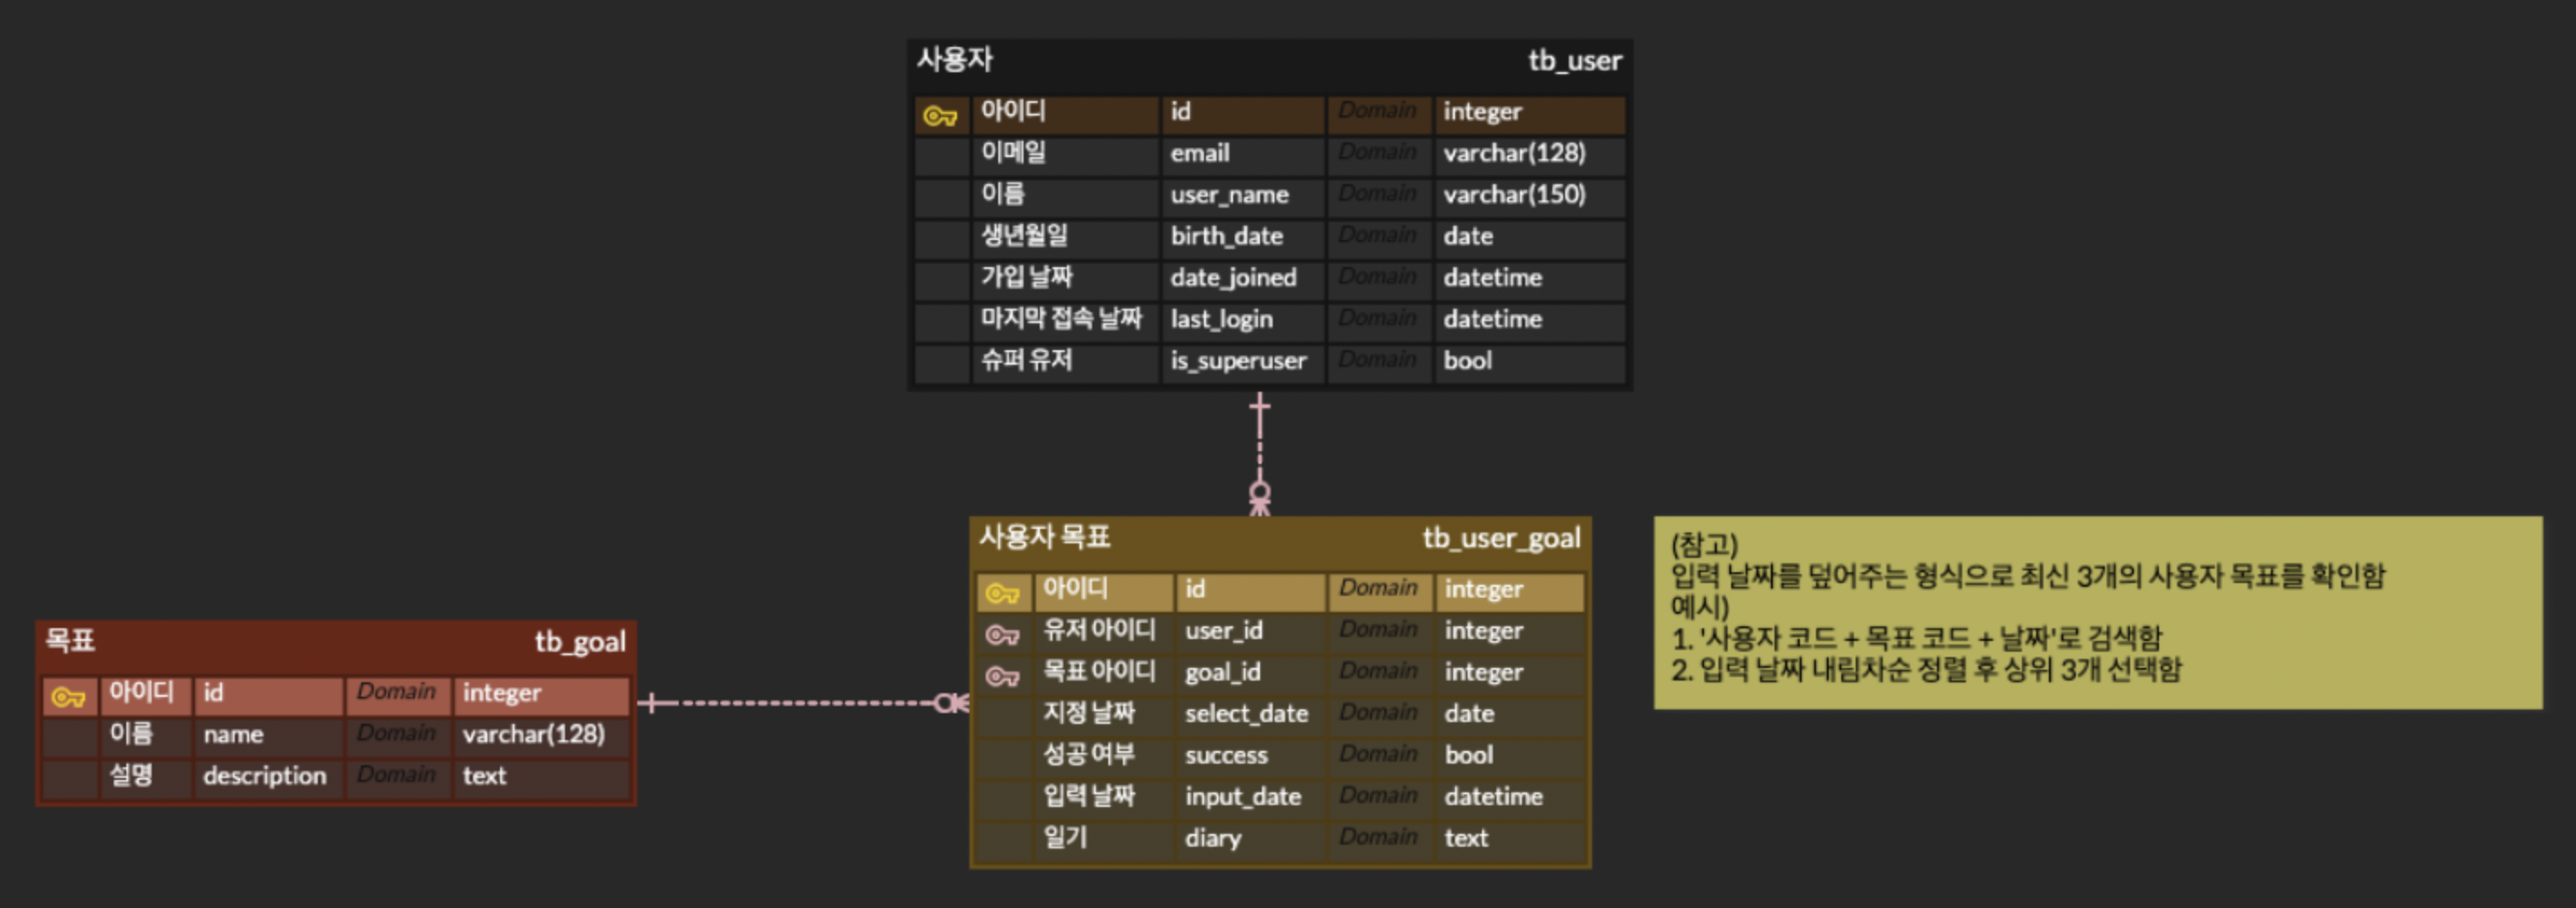 사용자 tb_user
아이디 id Domain integer
이메일 email Domain varchar(128)
이름 user_name Domain varchar(150)
생년월일 birth_date Domain date
가입 날짜 date_joined Domain datetime
마지막 접속 날짜 last_login Domain datetime
슈퍼 유저 is_superuser Domain bool
목표 tb_goal
아이디 id Domain integer
이름 name Domain varchar(128)
설명 description Domain text
사용자 목표 tb_user_goal
아이디 id Domain integer
유저 아이디 user_id Domain integer
목표 아이디 goal_id Domain integer
지정 날짜 select_date Domain date
성공 여부 success Domain bool
입력 날짜 input_date Domain datetime
일기 diary Domain text
(참고)
입력 날짜를 덮어주는 형식으로 최신 3개의 사용자 목표를 확인함
예시)
1. '사용자 코드 + 목표 코드 + 날짜'로 검색함
2. 입력 날짜 내림차순 정렬 후 상위 3개 선택함